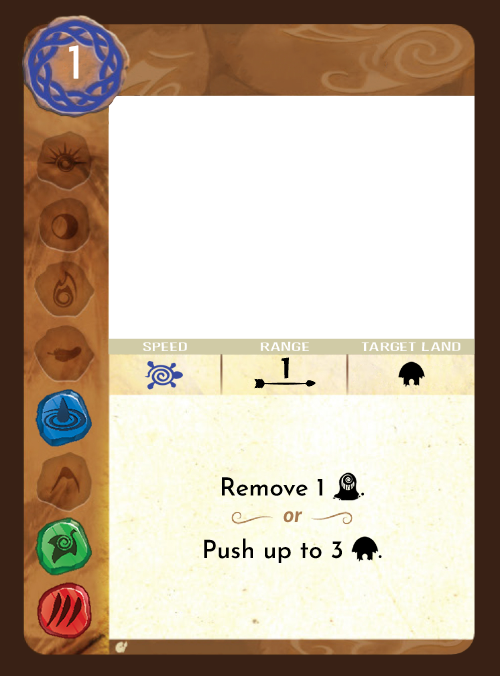 1
SPEED
RANGE
TARGET LAND
1
Remove 1 .
or
Push up to 3 .